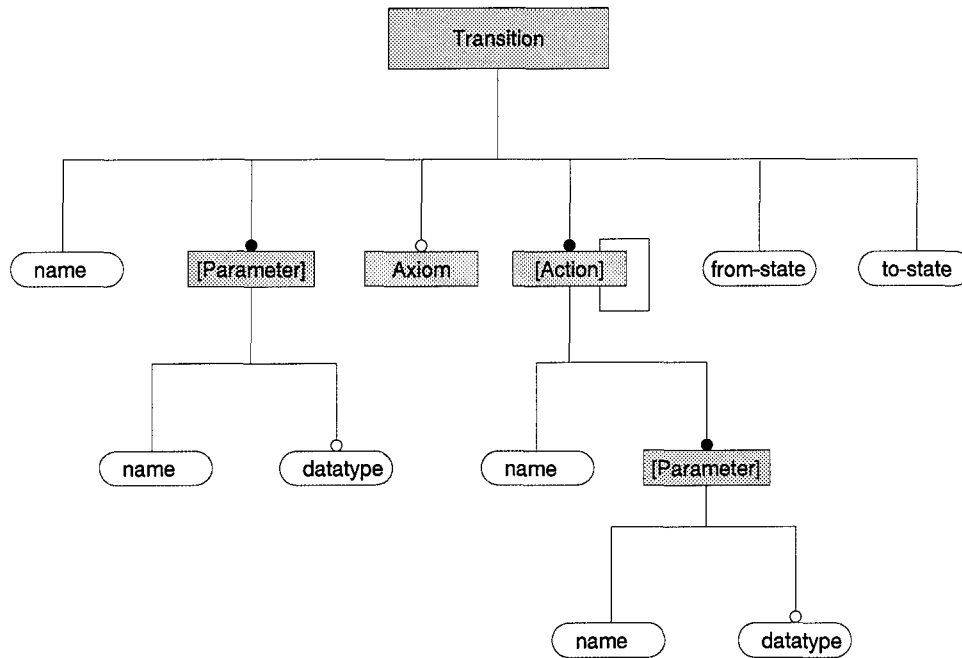 Transition
name
[Parameter]
Axiom
[Action]
from-state
to-state
name
datatype
name
[Parameter]
name
datatype